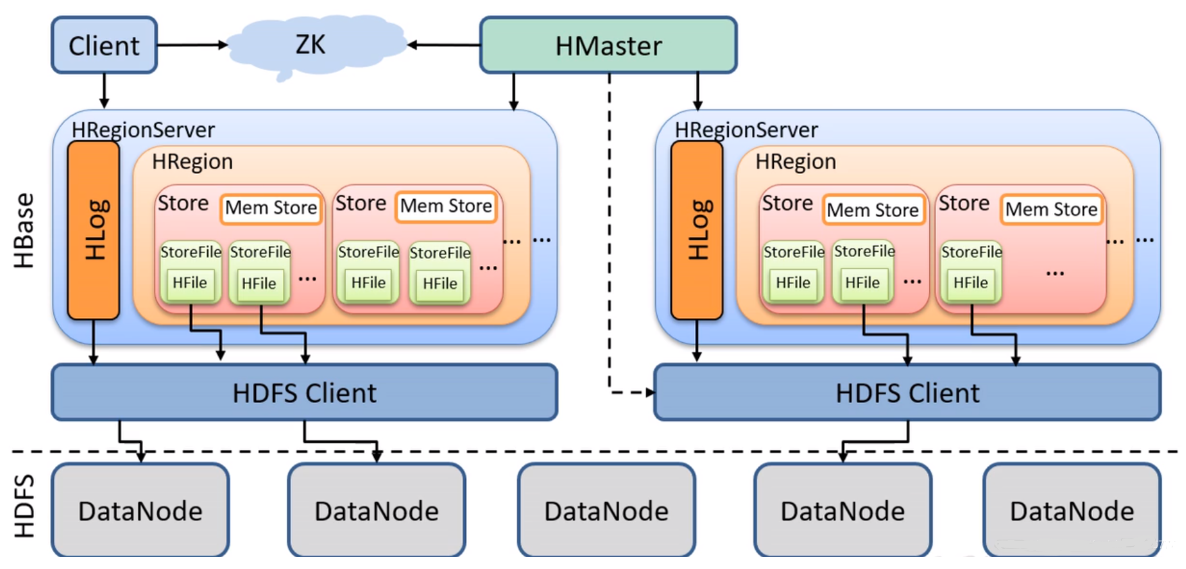 Client
ZK
HMaster
HBase
HRegionServer
HLog
HRegion
Store
Mem Store
StoreFile
HFile
StoreFile
HFile
...
Store
Mem Store
StoreFile
HFile
StoreFile
HFile
...
...
...
HRegionServer
HLog
HRegion
Store
Mem Store
StoreFile
HFile
StoreFile
HFile
...
Store
Mem Store
StoreFile
HFile
...
...
...
HDFS Client
HDFS Client
HDFS
DataNode
DataNode
DataNode
DataNode
DataNode